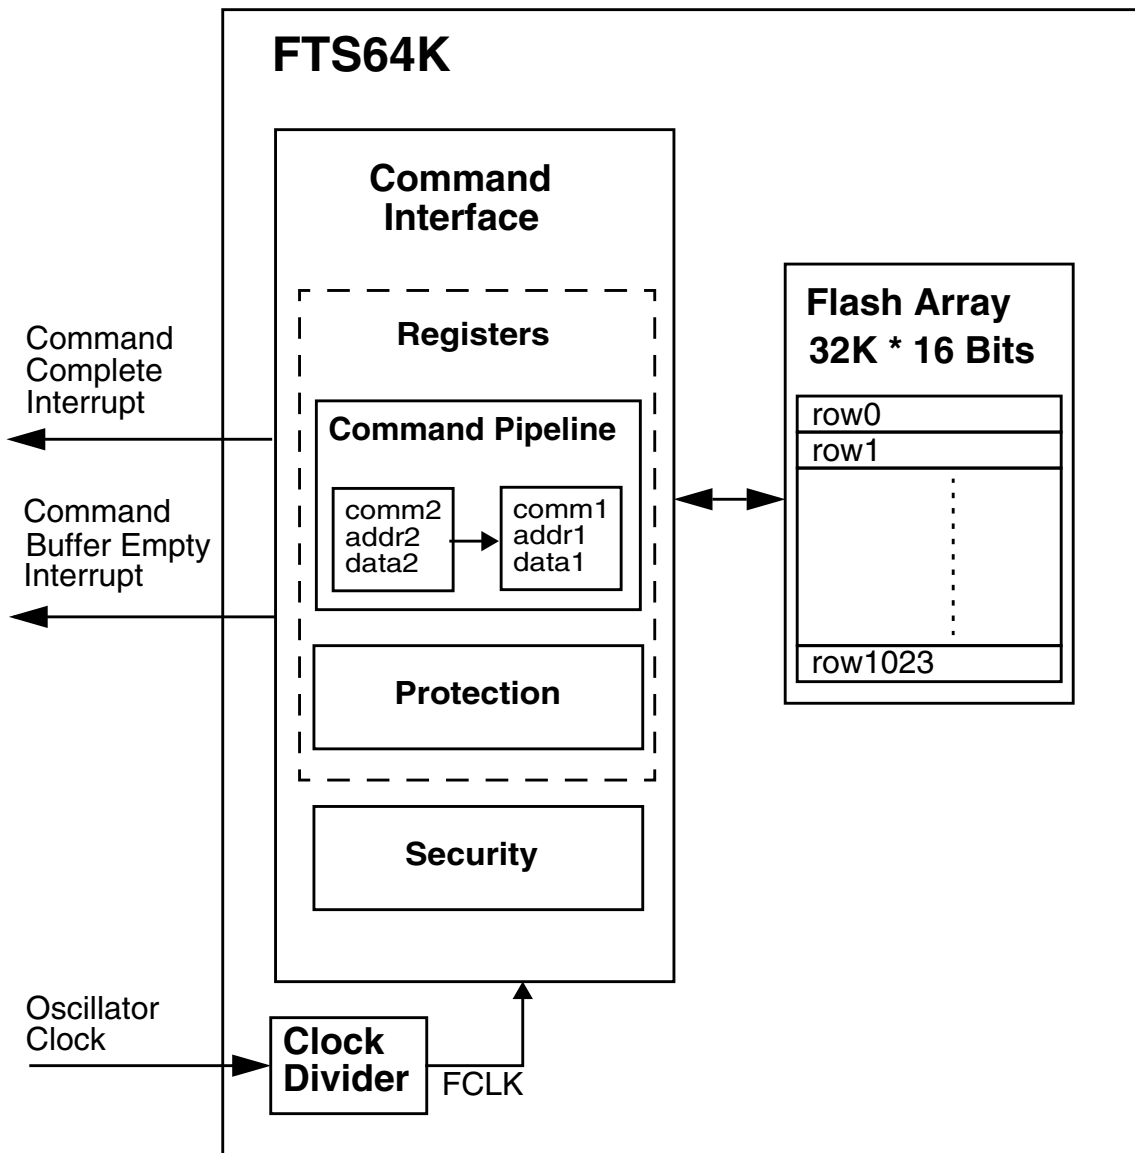 FTS64K
Command
Interface
Registers
Command Pipeline
comm2
addr2
data2
comm1
addr1
data1
Protection
Security
Command
Complete
Interrupt
Command
Buffer Empty
Interrupt
Oscillator
Clock
Clock
Divider
FCLK
Flash Array
32K * 16 Bits
row0
row1
row1023